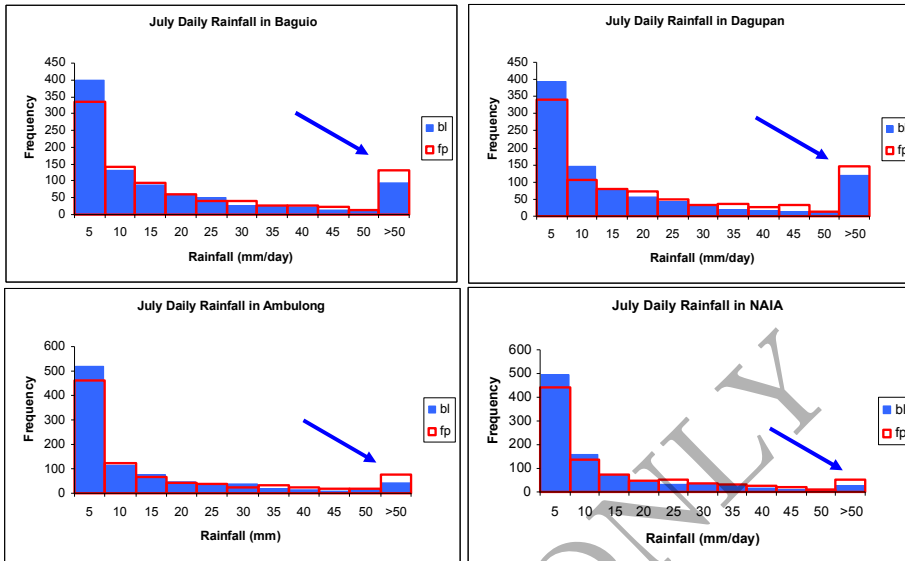 July Daily Rainfall in Baguio
450
400
350
300
250
200
150
100
50
0
Frequency
5 10 15 20 25 30 35 40 45 50 >50
Rainfall (mm/day)
bl
fp
July Daily Rainfall in Dagupan
450
400
350
300
250
200
150
100
50
0
Frequency
5 10 15 20 25 30 35 40 45 50 >50
Rainfall (mm/day)
bl
fp
July Daily Rainfall in Ambulong
600
500
400
300
200
100
0
Frequency
5 10 15 20 25 30 35 40 45 50 >50
Rainfall (mm)
bl
fp
July Daily Rainfall in NAIA
600
500
400
300
200
100
0
Frequency
5 10 15 20 25 30 35 40 45 50 >50
Rainfall (mm/day)
bl
fp
ONLY